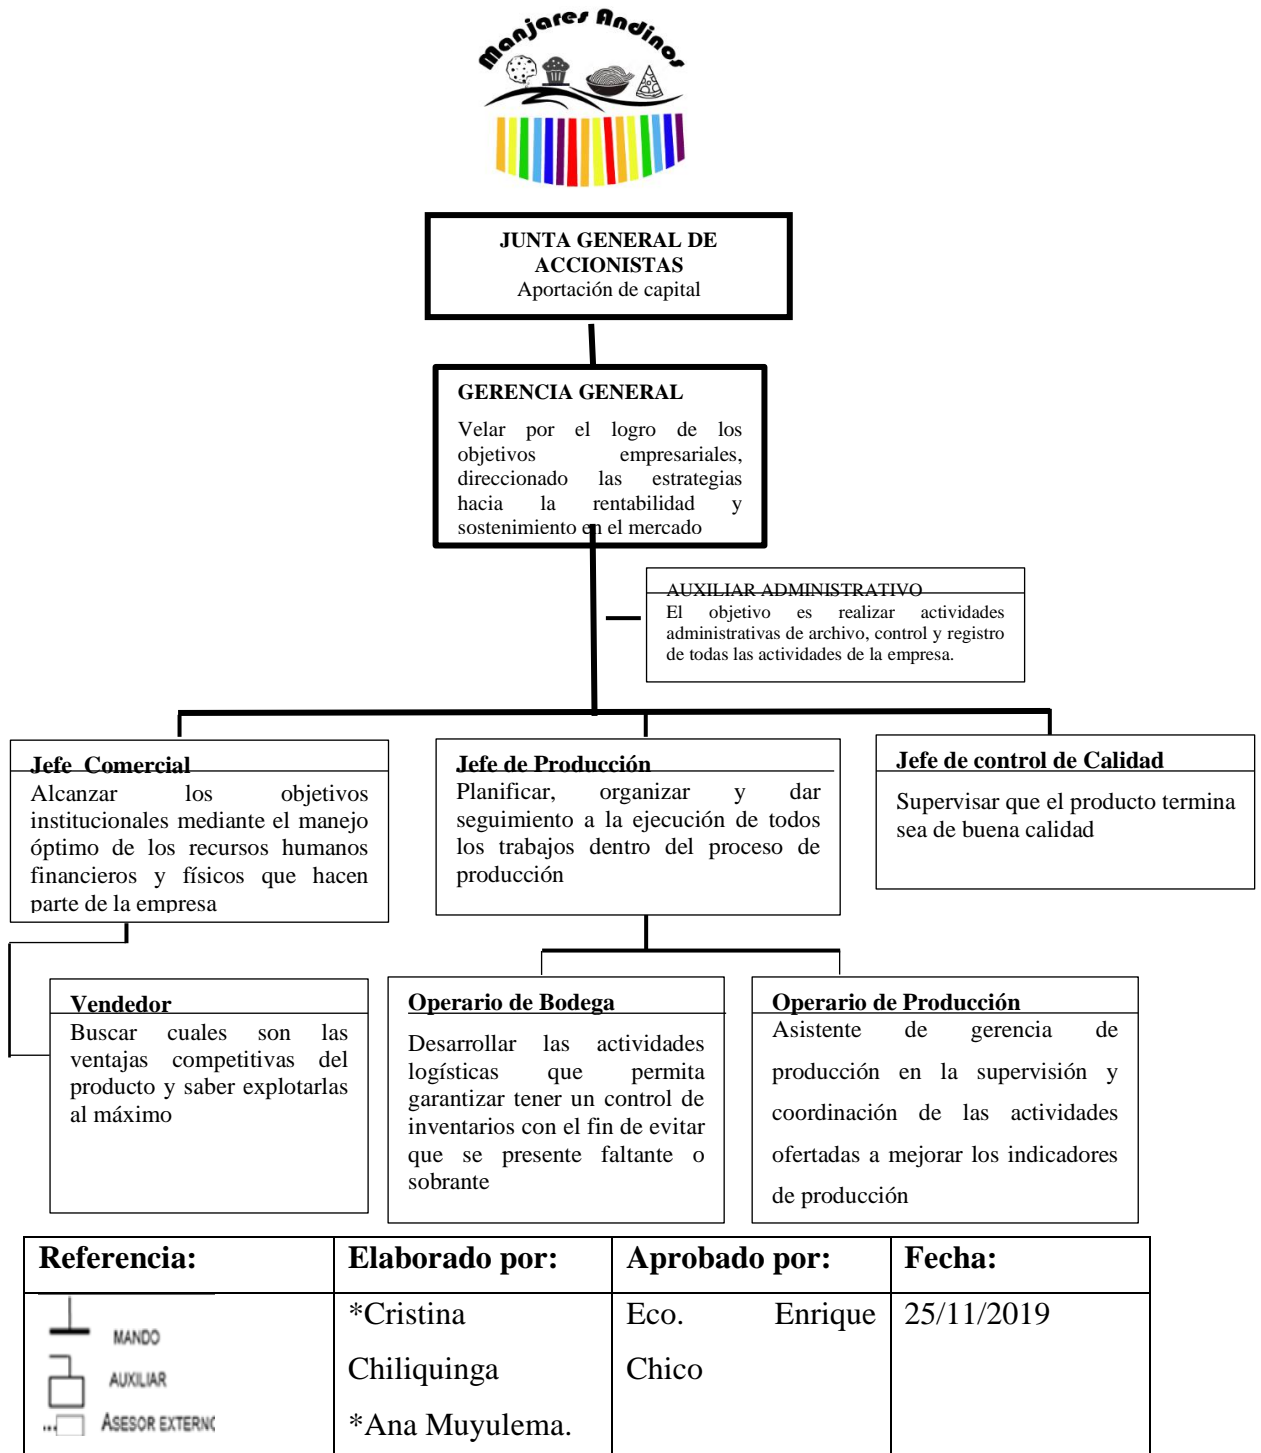 Manjares Andinos
JUNTA GENERAL DE
ACCIONISTAS
Aportación de capital
GERENCIA GENERAL
Velar por el logro de los
objetivos empresariales,
direccionado las estrategias
hacia la rentabilidad y
sostenimiento en el mercado
AUXILIAR ADMINISTRATIVO
El objetivo es realizar actividades
administrativas de archivo, control y registro
de todas las actividades de la empresa.
Jefe Comercial
Alcanzar los objetivos
institucionales mediante el manejo
óptimo de los recursos humanos
financieros y físicos que hacen
parte de la empresa
Jefe de Producción
Planificar, organizar y dar
seguimiento a la ejecución de todos
los trabajos dentro del proceso de
producción
Jefe de control de Calidad
Supervisar que el producto termina
sea de buena calidad
Vendedor
Buscar cuales son las
ventajas competitivas del
producto y saber explotarlas
al máximo
Operario de Bodega
Desarrollar las actividades
logísticas que permita
garantizar tener un control de
inventarios con el fin de evitar
que se presente faltante o
sobrante
Operario de Producción
Asistente de gerencia de
producción en la supervisión y
coordinación de las actividades
ofertadas a mejorar los indicadores
de producción
Referencia: Elaborado por: Aprobado por: Fecha:
MANDO
AUXILIAR
ASESOR EXTERNO
*Cristina
Chiliquinga
*Ana Muyulema.
Eco. Enrique
Chico
25/11/2019